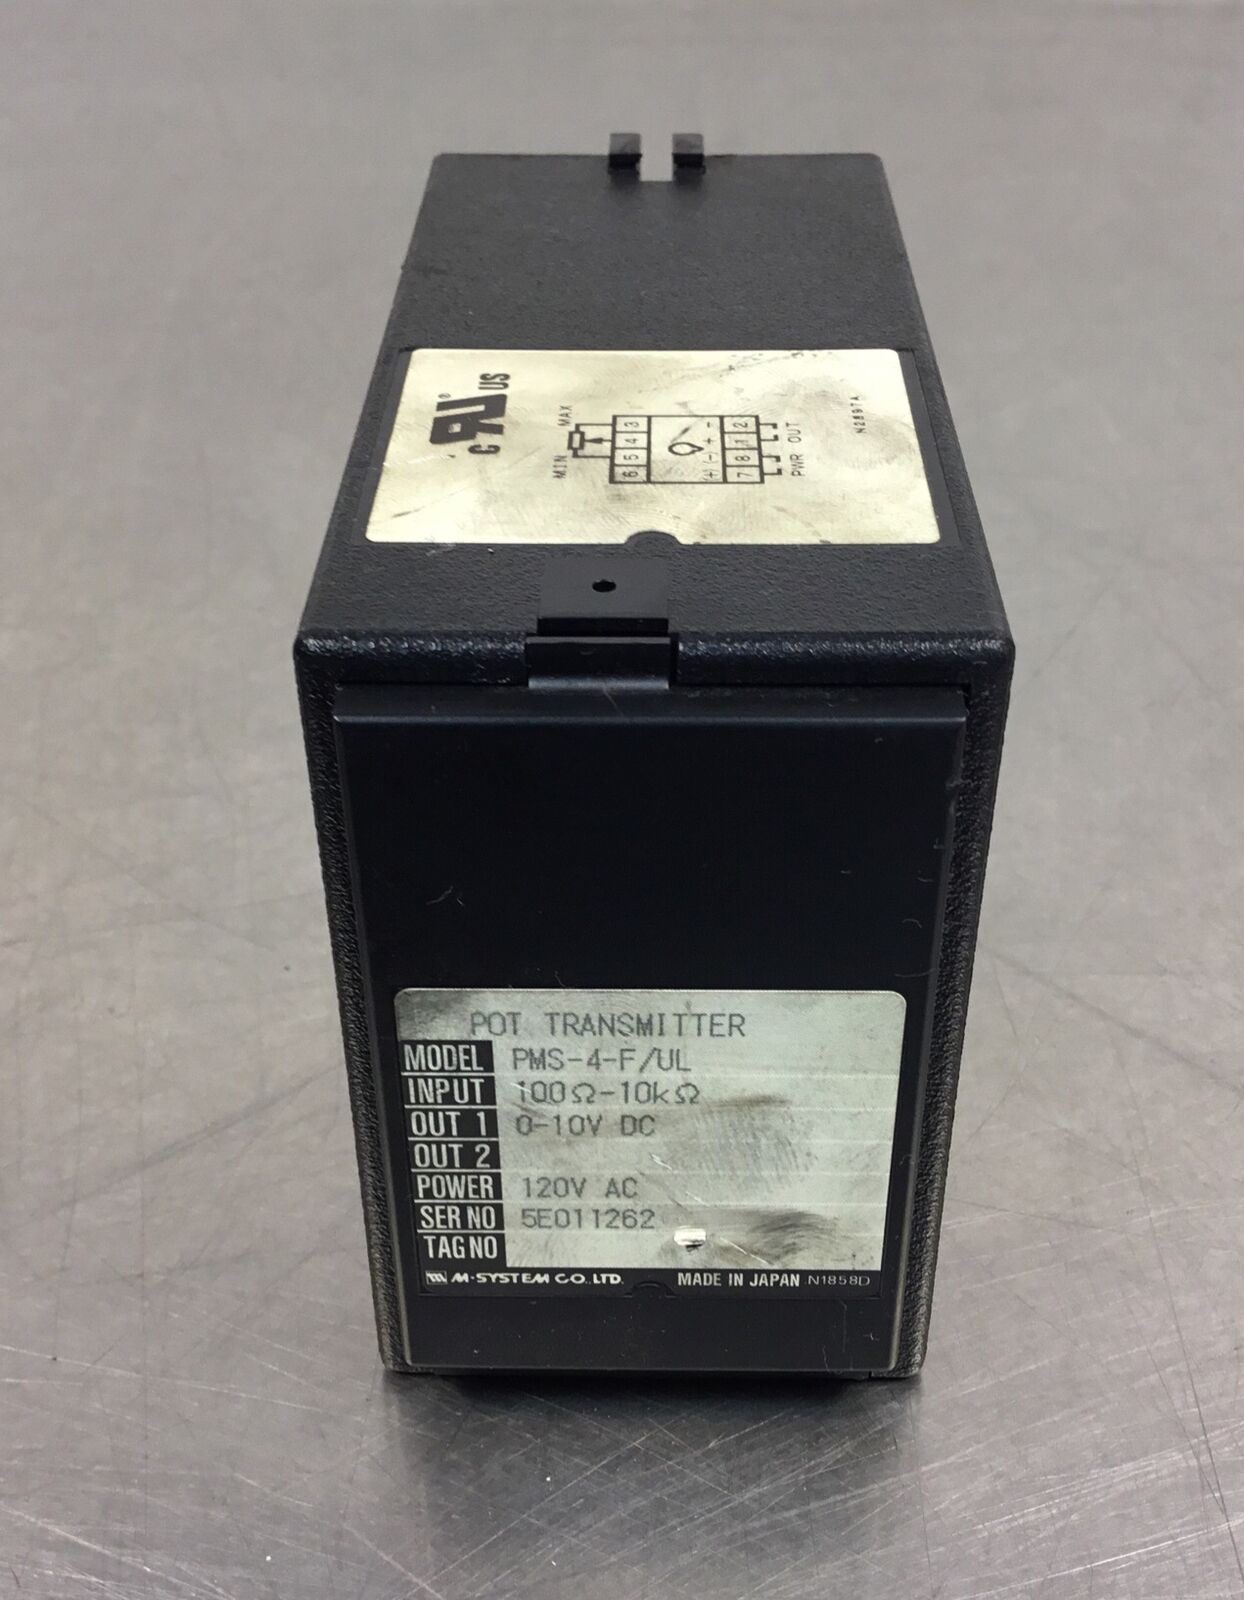 c RU ® US
MIN MAX
6 5 4 3
(+) (-) + -
7 8 1 2
PWR OUT
N2897A
POT TRANSMITTER
MODEL PMS-4-F/UL
INPUT 100Ω-10kΩ
OUT 1 0-10V DC
OUT 2
POWER 120V AC
SER NO 5E011262
TAG NO
M-SYSTEM CO.,LTD. MADE IN JAPAN N1858D